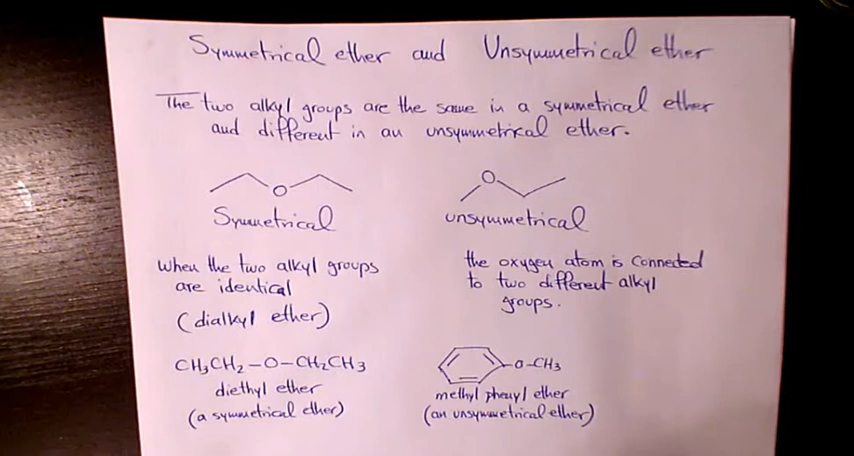 Symmetrical ether and Unsymmetrical ether
The two alkyl groups are the same in a symmetrical ether
and different in an unsymmetrical ether.
O
Symmetrical
O
unsymmetrical
when the two alkyl groups
are identical
(dialkyl ether)
the oxygen atom is connected
to two different alkyl
groups.
CH₃CH₂-O-CH₂CH₃
diethyl ether
(a symmetrical ether)
-O-CH₃
methyl phenyl ether
(an unsymmetrical ether)